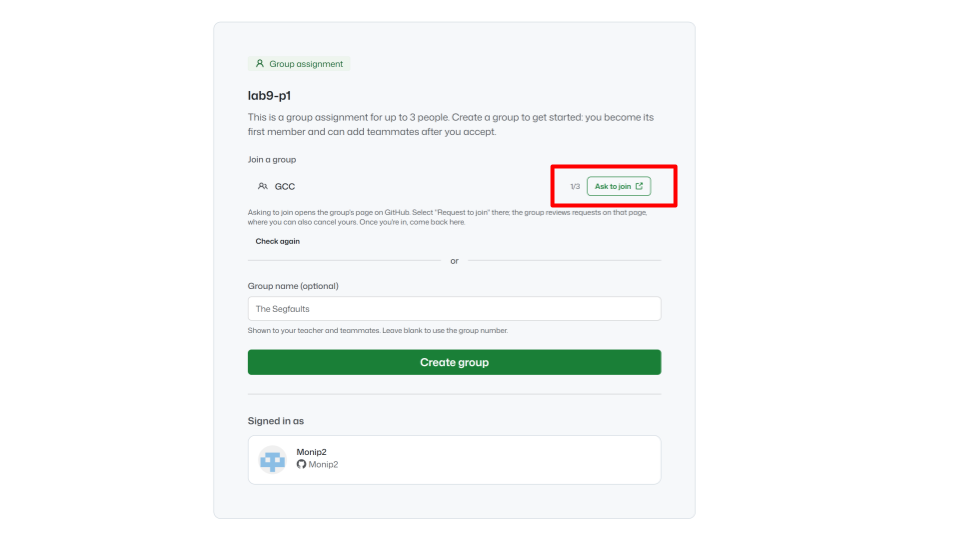 Group assignment
lab9-p1
This is a group assignment for up to 3 people. Create a group to get started: you become its
first member and can add teammates after you accept.
Join a group
GCC
1/3 Ask to join
Asking to join opens the group's page on GitHub. Select "Request to join" there; the group reviews requests on that page,
where you can also cancel yours. Once you're in, come back here.
Check again
or
Group name (optional)
The Segfaults
Shown to your teacher and teammates. Leave blank to use the group number.
Create group
Signed in as
Monip2
Monip2